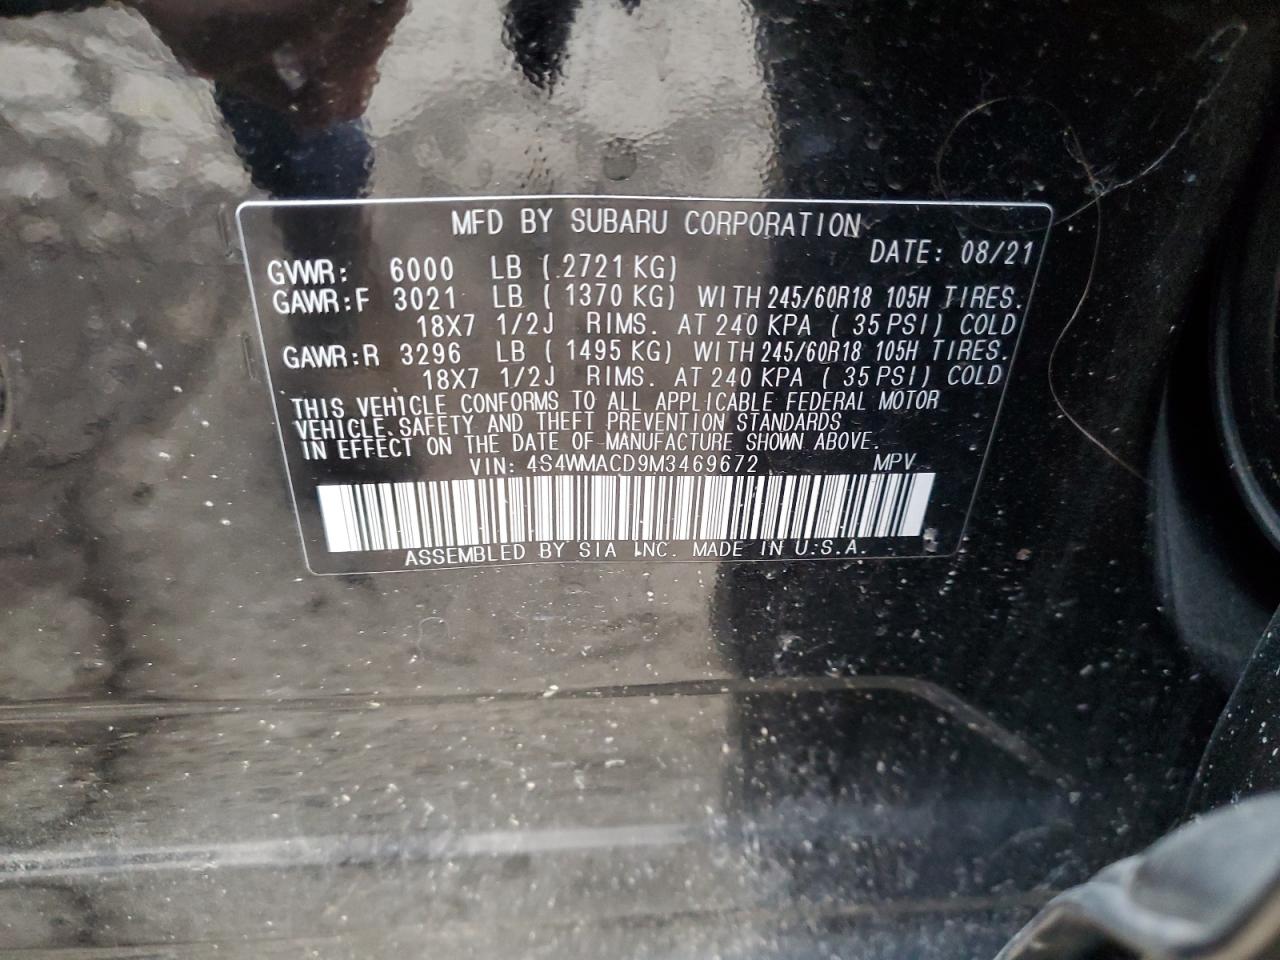 MFD BY SUBARU CORPORATION
DATE: 08/21
GVWR: 6000 LB ( 2721 KG)
GAWR:F 3021 LB ( 1370 KG) WITH 245/60R18 105H TIRES.
18X7 1/2J RIMS. AT 240 KPA ( 35 PSI) COLD
GAWR:R 3296 LB ( 1495 KG) WITH 245/60R18 105H TIRES.
18X7 1/2J RIMS. AT 240 KPA ( 35 PSI) COLD
THIS VEHICLE CONFORMS TO ALL APPLICABLE FEDERAL MOTOR
VEHICLE SAFETY AND THEFT PREVENTION STANDARDS
IN EFFECT ON THE DATE OF MANUFACTURE SHOWN ABOVE.
VIN: 4S4WMACD9M3469672 MPV
ASSEMBLED BY SIA INC. MADE IN U.S.A.